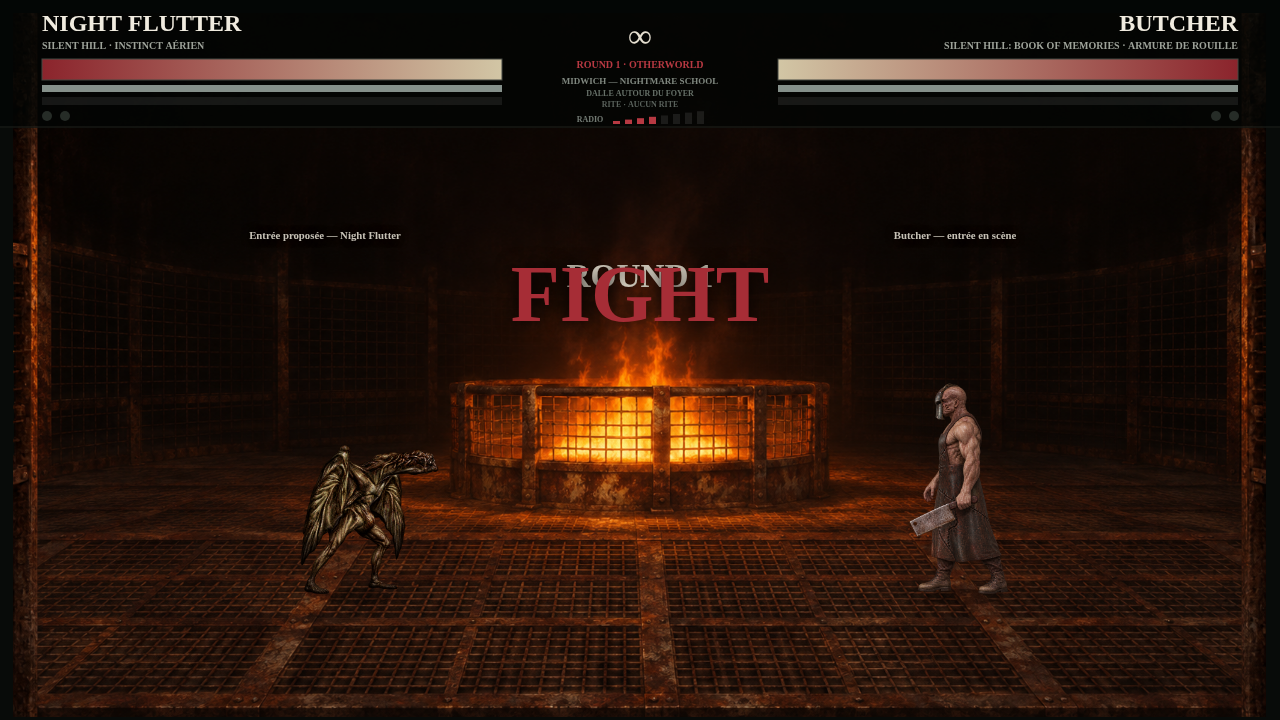 NIGHT FLUTTER
SILENT HILL · INSTINCT AÉRIEN
∞
ROUND 1 · OTHERWORLD
MIDWICH — NIGHTMARE SCHOOL
DALLE AUTOUR DU FOYER
RITE · AUCUN RITE
RADIO
BUTCHER
SILENT HILL: BOOK OF MEMORIES · ARMURE DE ROUILLE
Entrée proposée — Night Flutter
Butcher — entrée en scène
ROUND 1
FIGHT